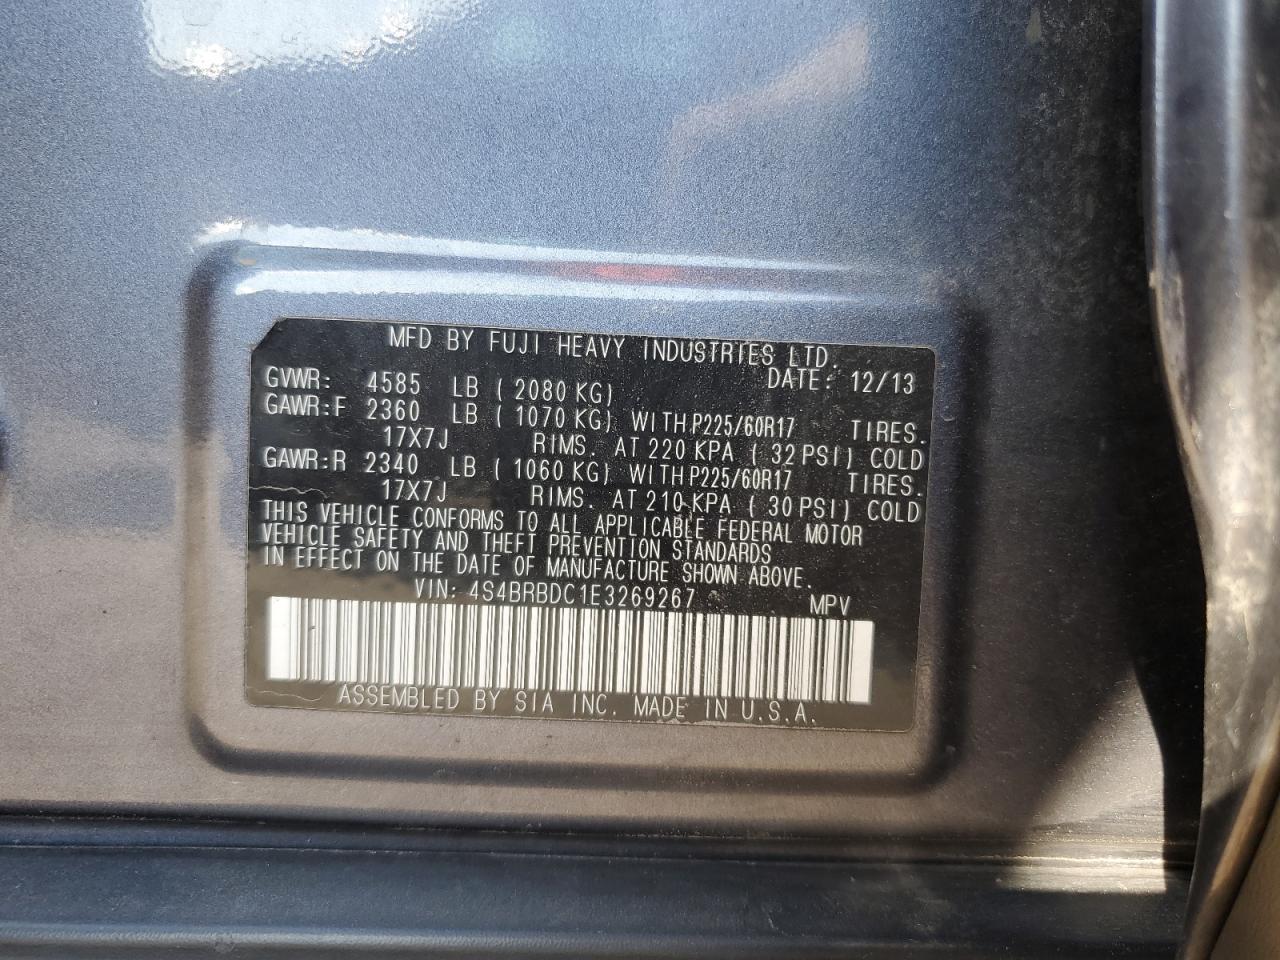 MFD BY FUJI HEAVY INDUSTRIES LTD.
DATE: 12/13
GVWR: 4585 LB ( 2080 KG)
GAWR:F 2360 LB ( 1070 KG) WITH P225/60R17 TIRES.
17X7J RIMS. AT 220 KPA ( 32 PSI) COLD
GAWR:R 2340 LB ( 1060 KG) WITH P225/60R17 TIRES.
17X7J RIMS. AT 210 KPA ( 30 PSI) COLD
THIS VEHICLE CONFORMS TO ALL APPLICABLE FEDERAL MOTOR
VEHICLE SAFETY AND THEFT PREVENTION STANDARDS
IN EFFECT ON THE DATE OF MANUFACTURE SHOWN ABOVE.
VIN: 4S4BRBDC1E3269267 MPV
ASSEMBLED BY SIA INC. MADE IN U.S.A.